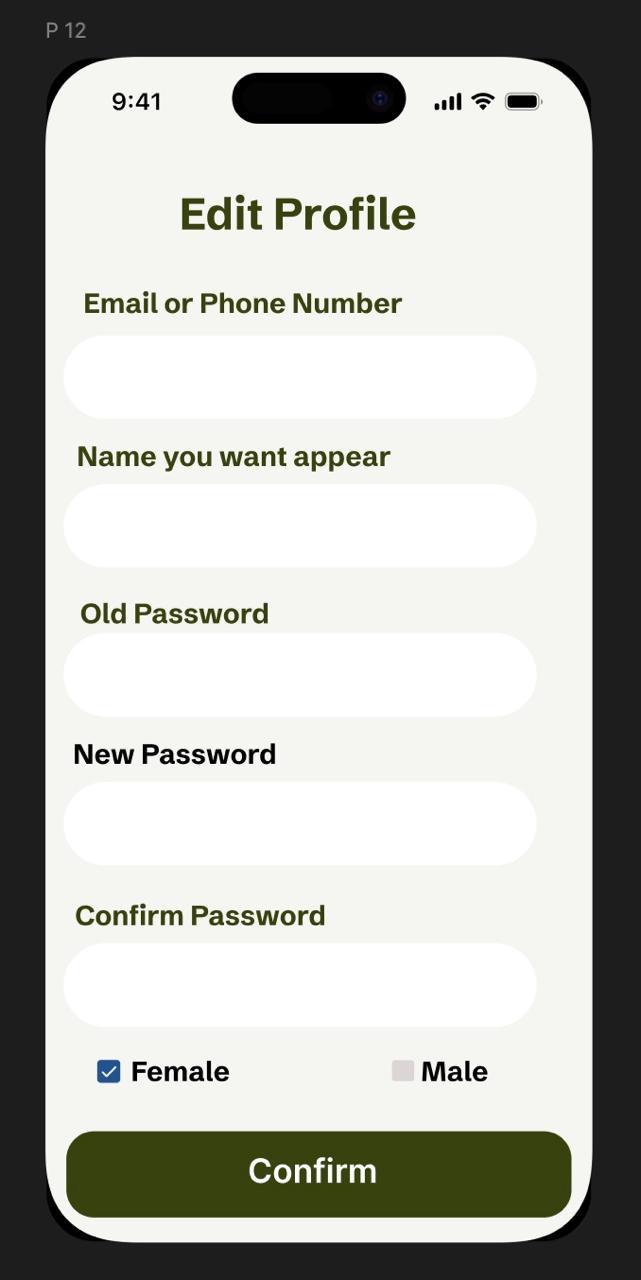 P 12
9:41
Edit Profile
Email or Phone Number
Name you want appear
Old Password
New Password
Confirm Password
Female
Male
Confirm